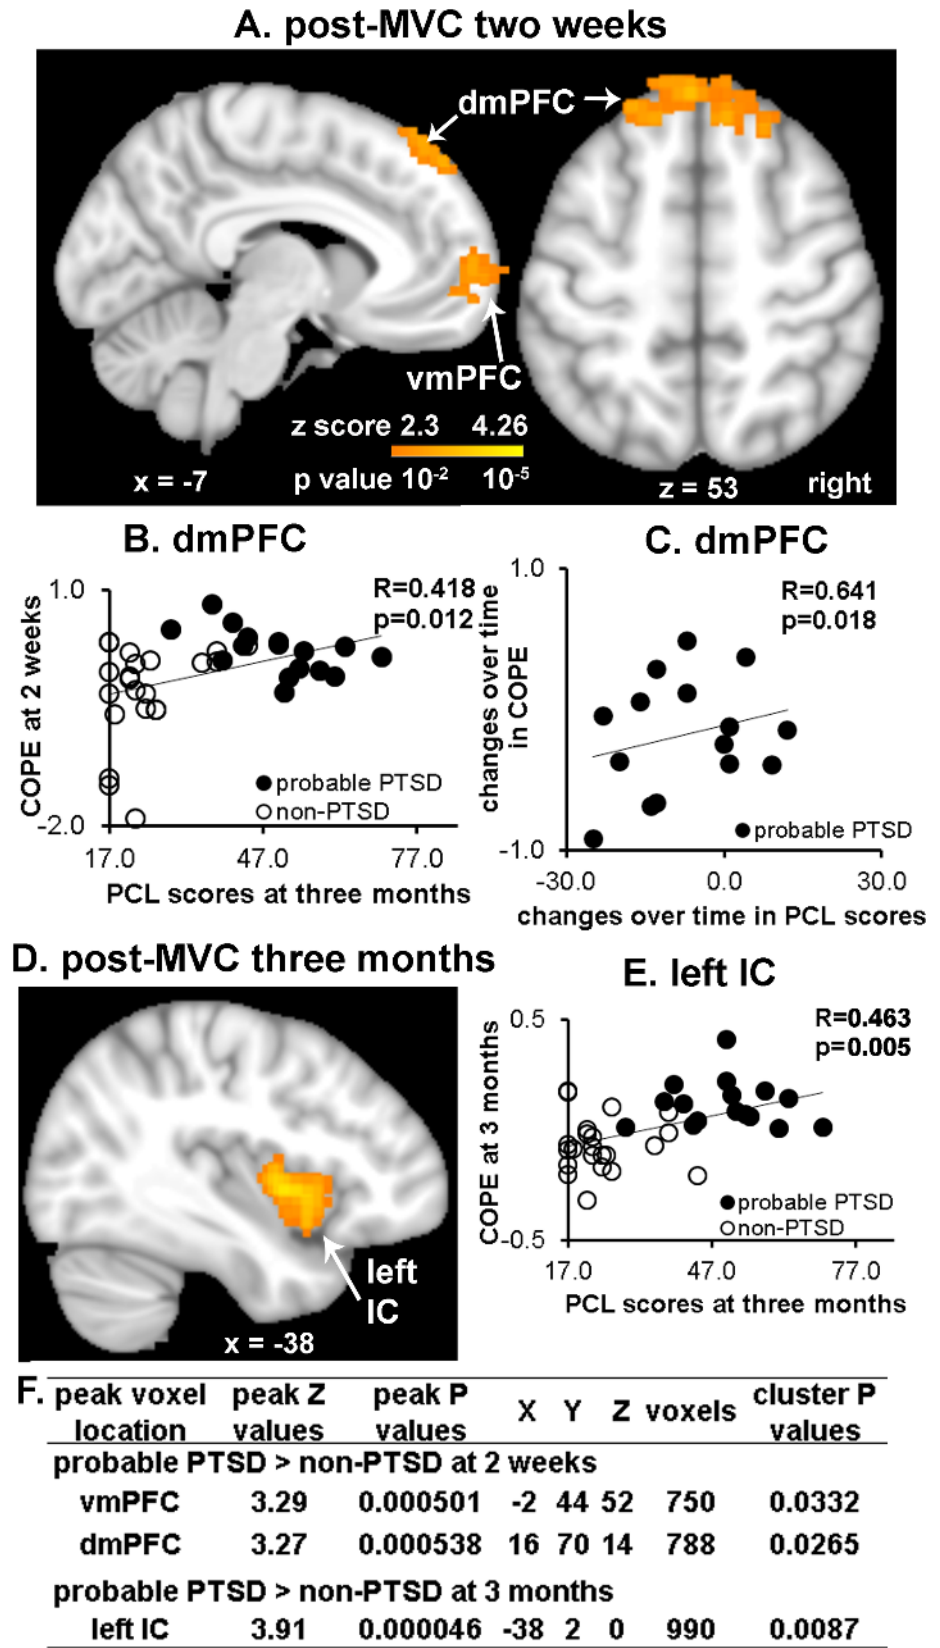 A. post-MVC two weeks
dmPFC
vmPFC
z score 2.3 4.26
p value 10-2 10-5
x = -7
z = 53
right
B. dmPFC
1.0
R=0.418
p=0.012
COPE at 2 weeks
probable PTSD
non-PTSD
-2.0
17.0 47.0 77.0
PCL scores at three months
C. dmPFC
1.0
R=0.641
p=0.018
changes over time
in COPE
probable PTSD
-1.0
-30.0 0.0 30.0
changes over time in PCL scores
D. post-MVC three months
left
IC
x = -38
E. left IC
0.5
R=0.463
p=0.005
COPE at 3 months
probable PTSD
non-PTSD
-0.5
17.0 47.0 77.0
PCL scores at three months
F. peak voxel location peak Z values peak P values X Y Z voxels cluster P values
probable PTSD > non-PTSD at 2 weeks
vmPFC 3.29 0.000501 -2 44 52 750 0.0332
dmPFC 3.27 0.000538 16 70 14 788 0.0265
probable PTSD > non-PTSD at 3 months
left IC 3.91 0.000046 -38 2 0 990 0.0087